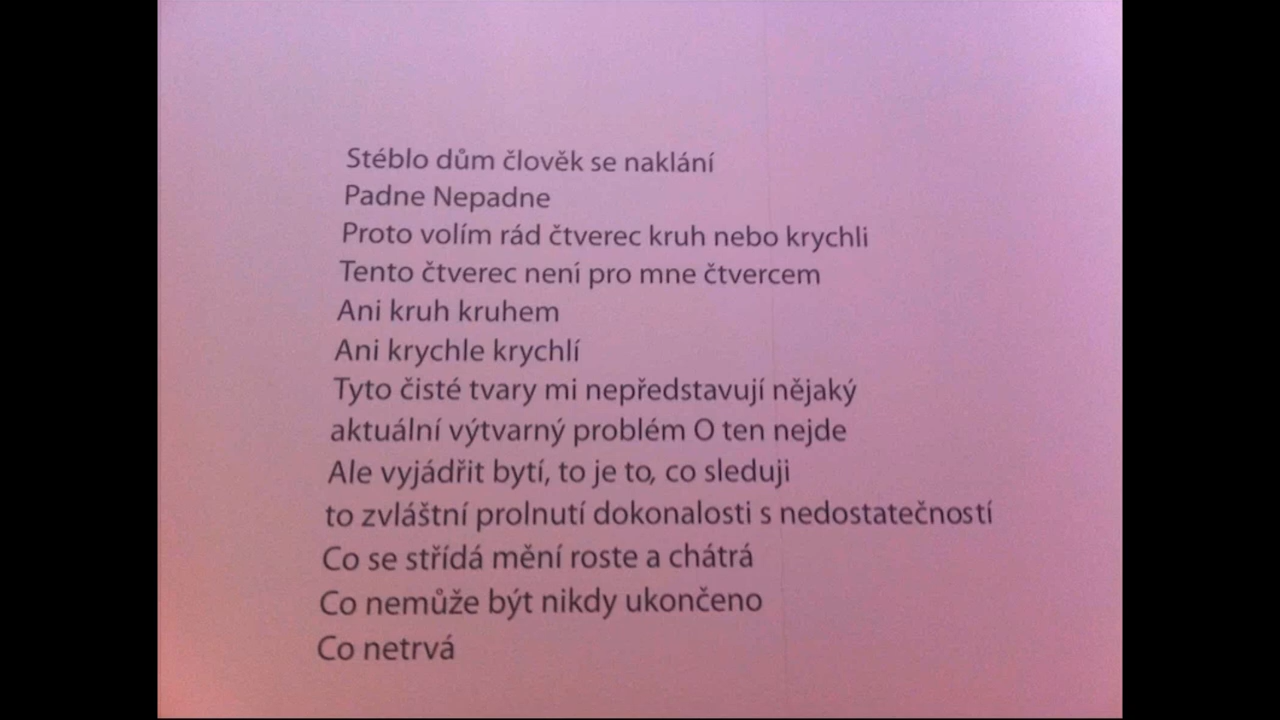 Stéblo dům člověk se naklání
Padne Nepadne
Proto volím rád čtverec kruh nebo krychli
Tento čtverec není pro mne čtvercem
Ani kruh kruhem
Ani krychle krychlí
Tyto čisté tvary mi nepředstavují nějaký
aktuální výtvarný problém O ten nejde
Ale vyjádřit bytí, to je to, co sleduji
to zvláštní prolnutí dokonalosti s nedostatečností
Co se střídá mění roste a chátrá
Co nemůže být nikdy ukončeno
Co netrvá